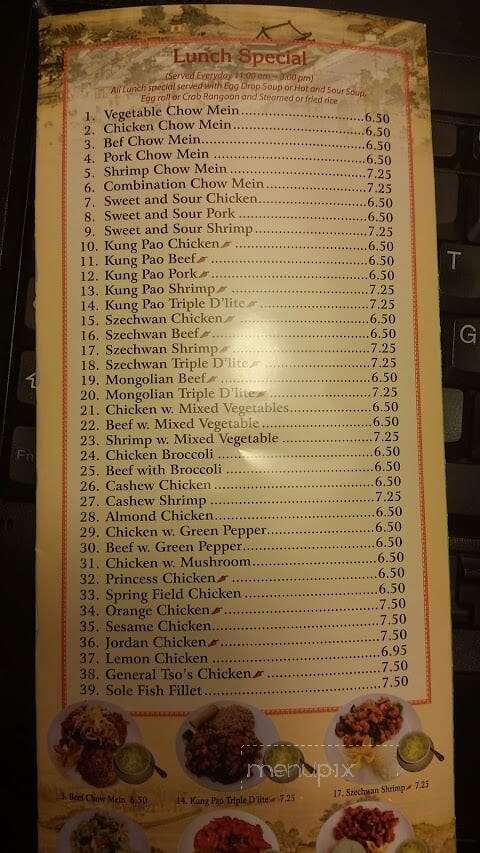 Lunch Special
(Served Everyday 11:00 am - 3:00 pm)
All Lunch special served with Egg Drop Soup or Hot and Sour Soup,
Egg roll or Crab Rangoon and Steamed or fried rice
1. Vegetable Chow Mein 6.50
2. Chicken Chow Mein 6.50
3. Bef Chow Mein 6.50
4. Pork Chow Mein 6.50
5. Shrimp Chow Mein 7.25
6. Combination Chow Mein 7.25
7. Sweet and Sour Chicken 6.50
8. Sweet and Sour Pork 6.50
9. Sweet and Sour Shrimp 7.25
10. Kung Pao Chicken 6.50
11. Kung Pao Beef 6.50
12. Kung Pao Pork 6.50
13. Kung Pao Shrimp 7.25
14. Kung Pao Triple D'lite 7.25
15. Szechwan Chicken 6.50
16. Szechwan Beef 6.50
17. Szechwan Shrimp 7.25
18. Szechwan Triple D'lite 7.25
19. Mongolian Beef 6.50
20. Mongolian Triple D'lite 7.25
21. Chicken w. Mixed Vegetables 6.50
22. Beef w. Mixed Vegetable 6.50
23. Shrimp w. Mixed Vegetable 7.25
24. Chicken Broccoli 6.50
25. Beef with Broccoli 6.50
26. Cashew Chicken 6.50
27. Cashew Shrimp 7.25
28. Almond Chicken 6.50
29. Chicken w. Green Pepper 6.50
30. Beef w. Green Pepper 6.50
31. Chicken w. Mushroom 6.50
32. Princess Chicken 6.50
33. Spring Field Chicken 6.50
34. Orange Chicken 7.50
35. Sesame Chicken 7.50
36. Jordan Chicken 7.50
37. Lemon Chicken 6.95
38. General Tso's Chicken 7.50
39. Sole Fish Fillet 7.50
menupix
3. Beef Chow Mein 6.50
14. Kung Pao Triple D'lite 7.25
17. Szechwan Shrimp 7.25
T
G
Fn